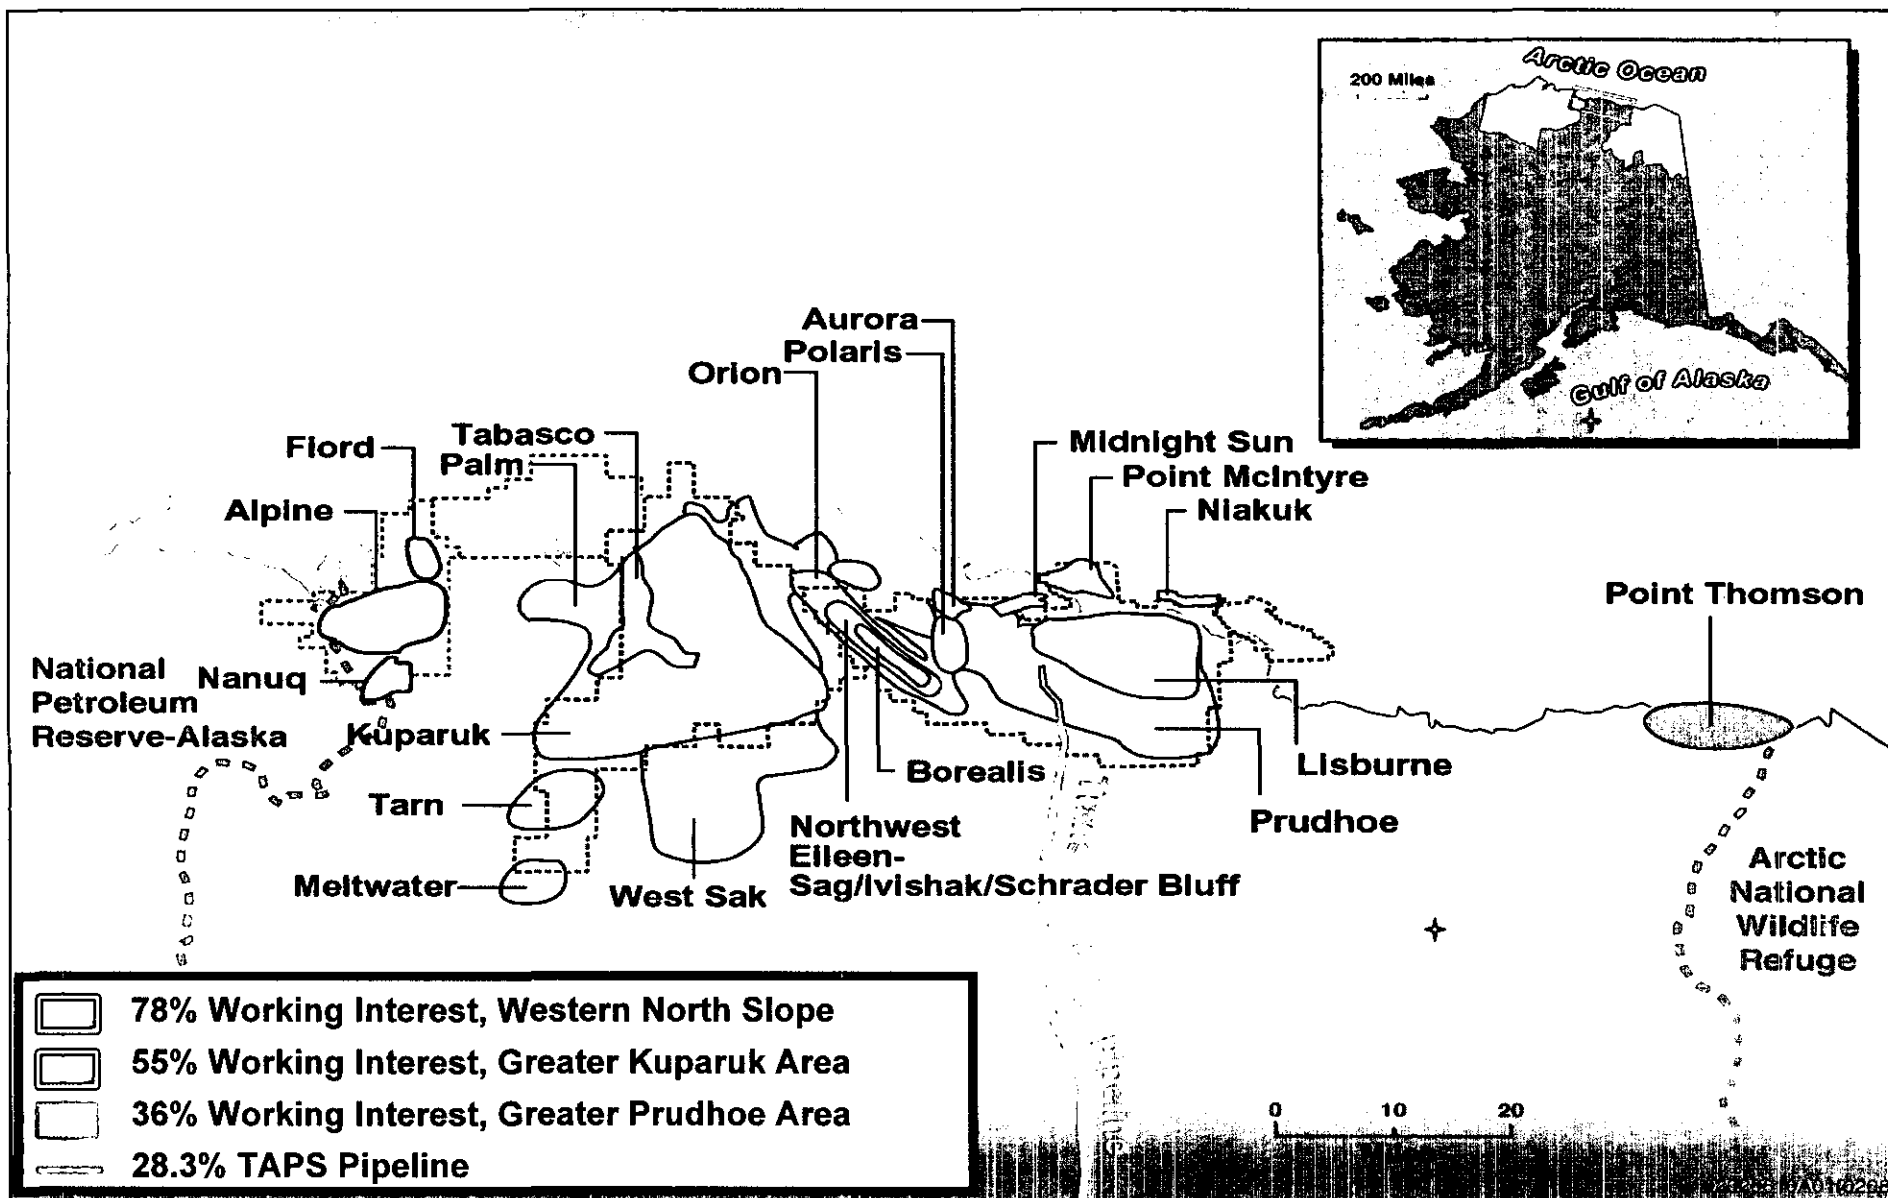 Arctic Ocean
200 Miles
Gulf of Alaska
Aurora
Polaris
Orion
Tabasco
Palm
Fiord
Alpine
Midnight Sun
Point McIntyre
Niakuk
Point Thomson
National
Petroleum
Reserve-Alaska
Nanuq
Kuparuk
Tarn
Meltwater
West Sak
Borealis
Northwest
Eileen-
Sag/Ivishak/Schrader Bluff
Lisburne
Prudhoe
Arctic
National
Wildlife
Refuge
78% Working Interest, Western North Slope
55% Working Interest, Greater Kuparuk Area
36% Working Interest, Greater Prudhoe Area
28.3% TAPS Pipeline
0 10 20